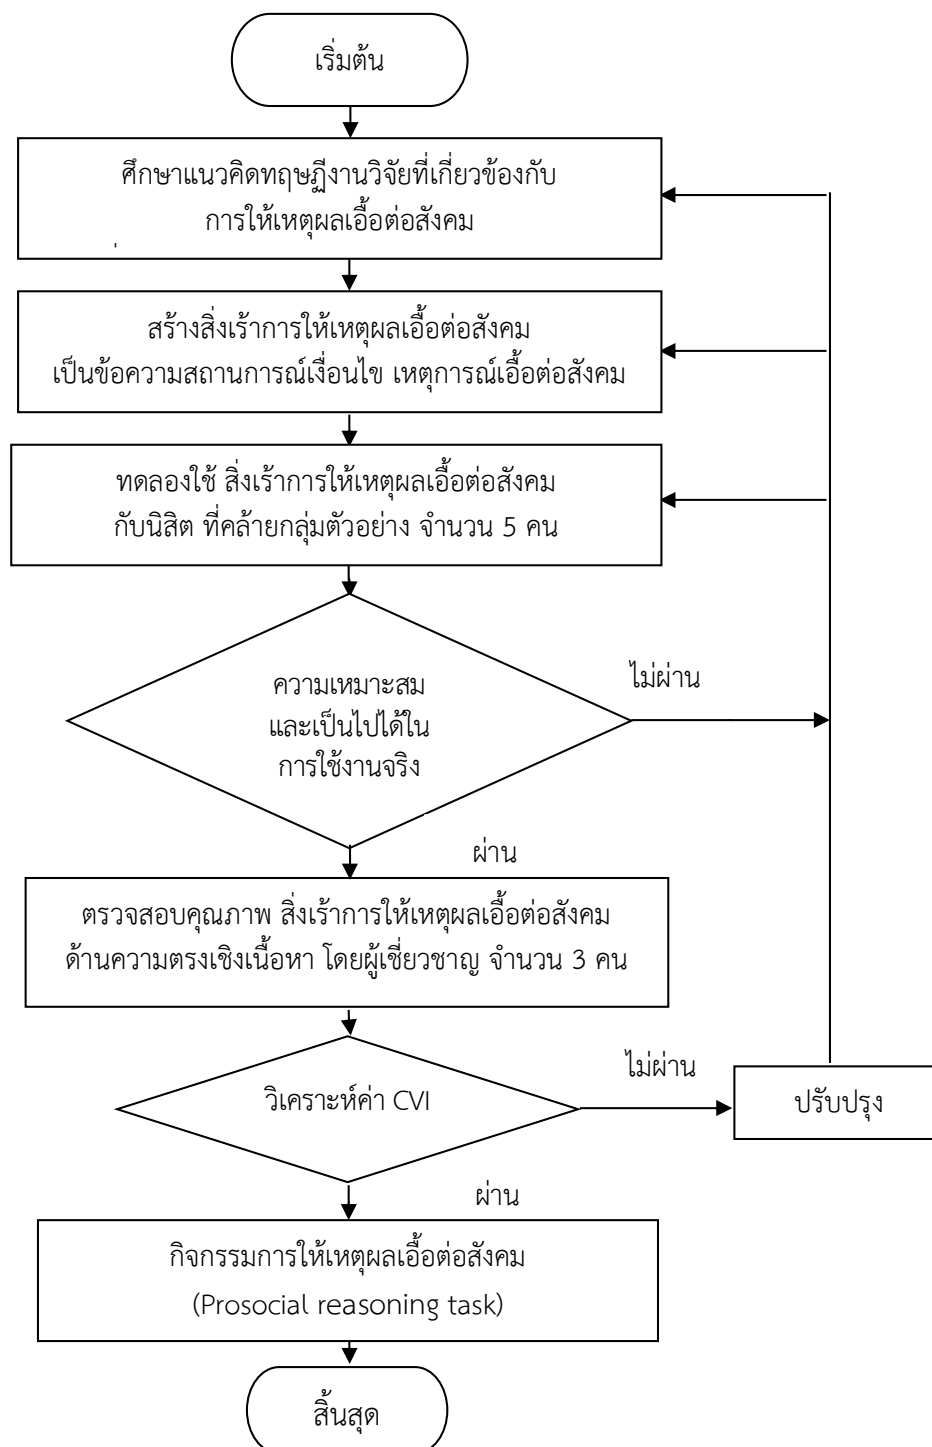 เริ่มต้น
ศึกษาแนวคิดทฤษฎีงานวิจัยที่เกี่ยวข้องกับ
การให้เหตุผลเอื้อต่อสังคม
สร้างสิ่งเร้าการให้เหตุผลเอื้อต่อสังคม
เป็นข้อความสถานการณ์เงื่อนไข เหตุการณ์เอื้อต่อสังคม
ทดลองใช้ สิ่งเร้าการให้เหตุผลเอื้อต่อสังคม
กับนิสิต ที่คล้ายกลุ่มตัวอย่าง จำนวน 5 คน
ไม่ผ่าน
ความเหมาะสม
และเป็นไปได้ใน
การใช้งานจริง
ผ่าน
ตรวจสอบคุณภาพ สิ่งเร้าการให้เหตุผลเอื้อต่อสังคม
ด้านความตรงเชิงเนื้อหา โดยผู้เชี่ยวชาญ จำนวน 3 คน
ไม่ผ่าน
วิเคราะห์ค่า CVI
ปรับปรุง
ผ่าน
กิจกรรมการให้เหตุผลเอื้อต่อสังคม
(Prosocial reasoning task)
สิ้นสุด